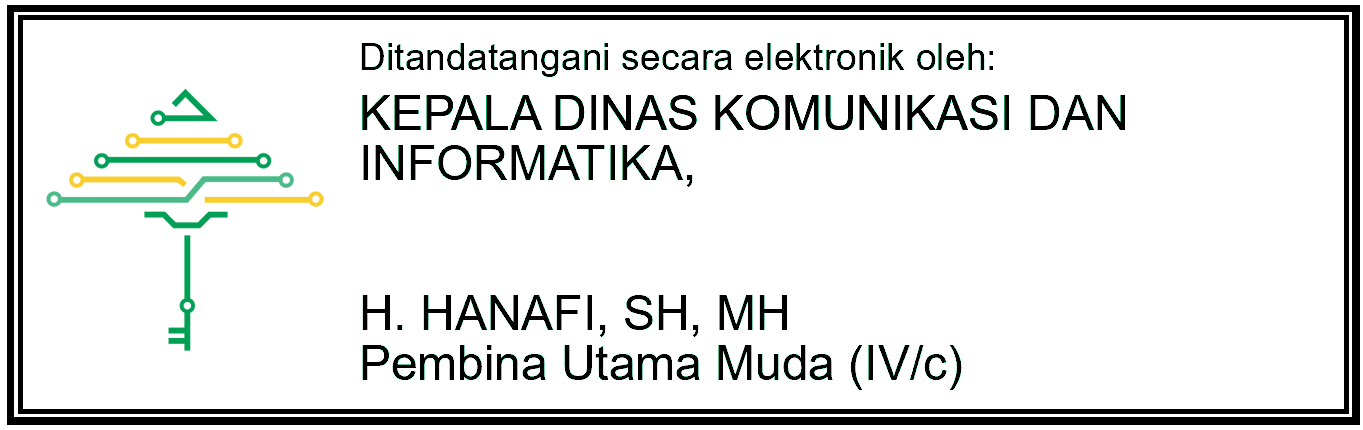 Ditandatangani secara elektronik oleh:
KEPALA DINAS KOMUNIKASI DAN
INFORMATIKA,
H. HANAFI, SH, MH
Pembina Utama Muda (IV/c)